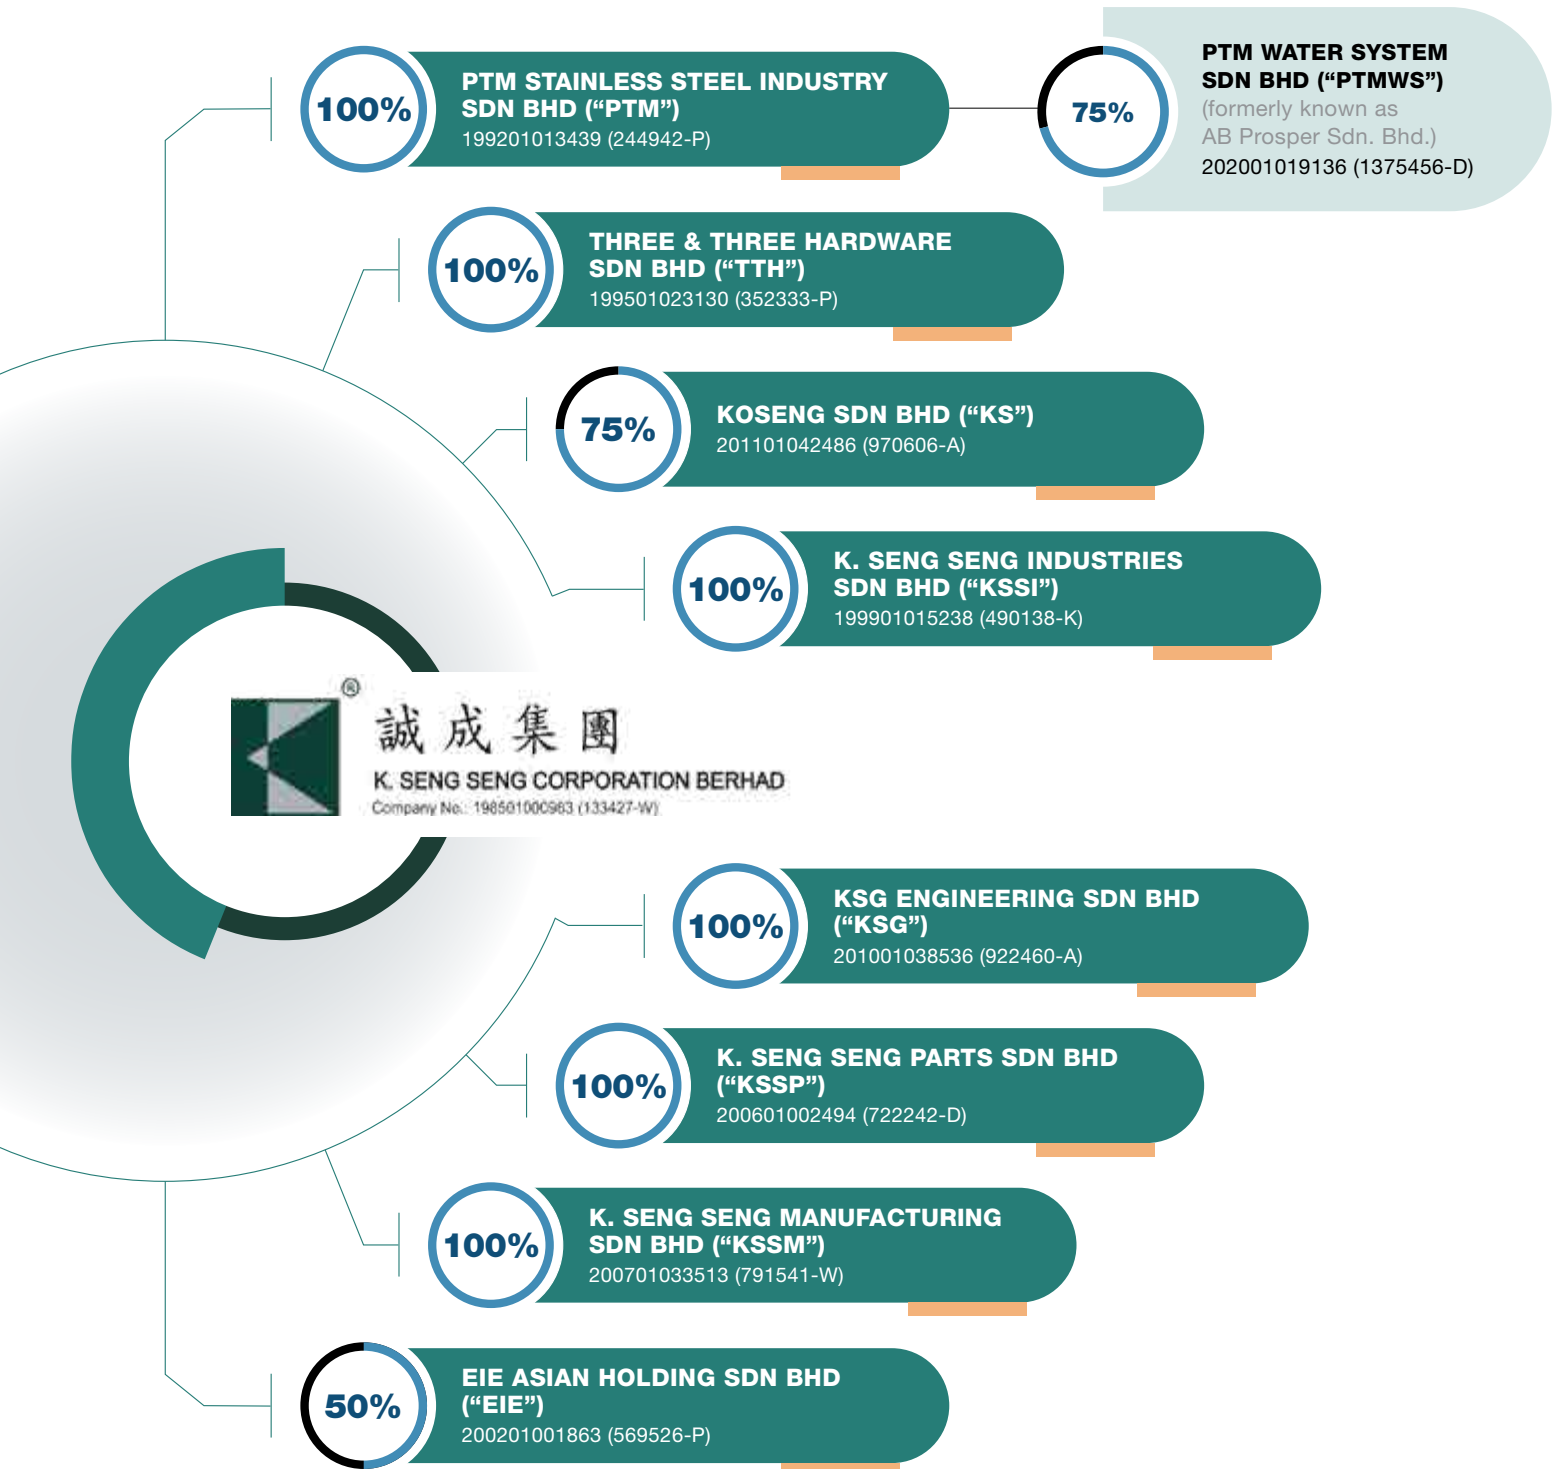 100%
PTM STAINLESS STEEL INDUSTRY
SDN BHD (“PTM”)
199201013439 (244942-P)
75%
PTM WATER SYSTEM
SDN BHD (“PTMWS”)
(formerly known as
AB Prosper Sdn. Bhd.)
202001019136 (1375456-D)
100%
THREE & THREE HARDWARE
SDN BHD (“TTH”)
199501023130 (352333-P)
75%
KOSENG SDN BHD (“KS”)
201101042486 (970606-A)
100%
K. SENG SENG INDUSTRIES
SDN BHD (“KSSI”)
199901015238 (490138-K)
®
誠成集團
K. SENG SENG CORPORATION BERHAD
Company No.: 198501000983 (133427-W)
100%
KSG ENGINEERING SDN BHD
(“KSG”)
201001038536 (922460-A)
100%
K. SENG SENG PARTS SDN BHD
(“KSSP”)
200601002494 (722242-D)
100%
K. SENG SENG MANUFACTURING
SDN BHD (“KSSM”)
200701033513 (791541-W)
50%
EIE ASIAN HOLDING SDN BHD
(“EIE”)
200201001863 (569526-P)